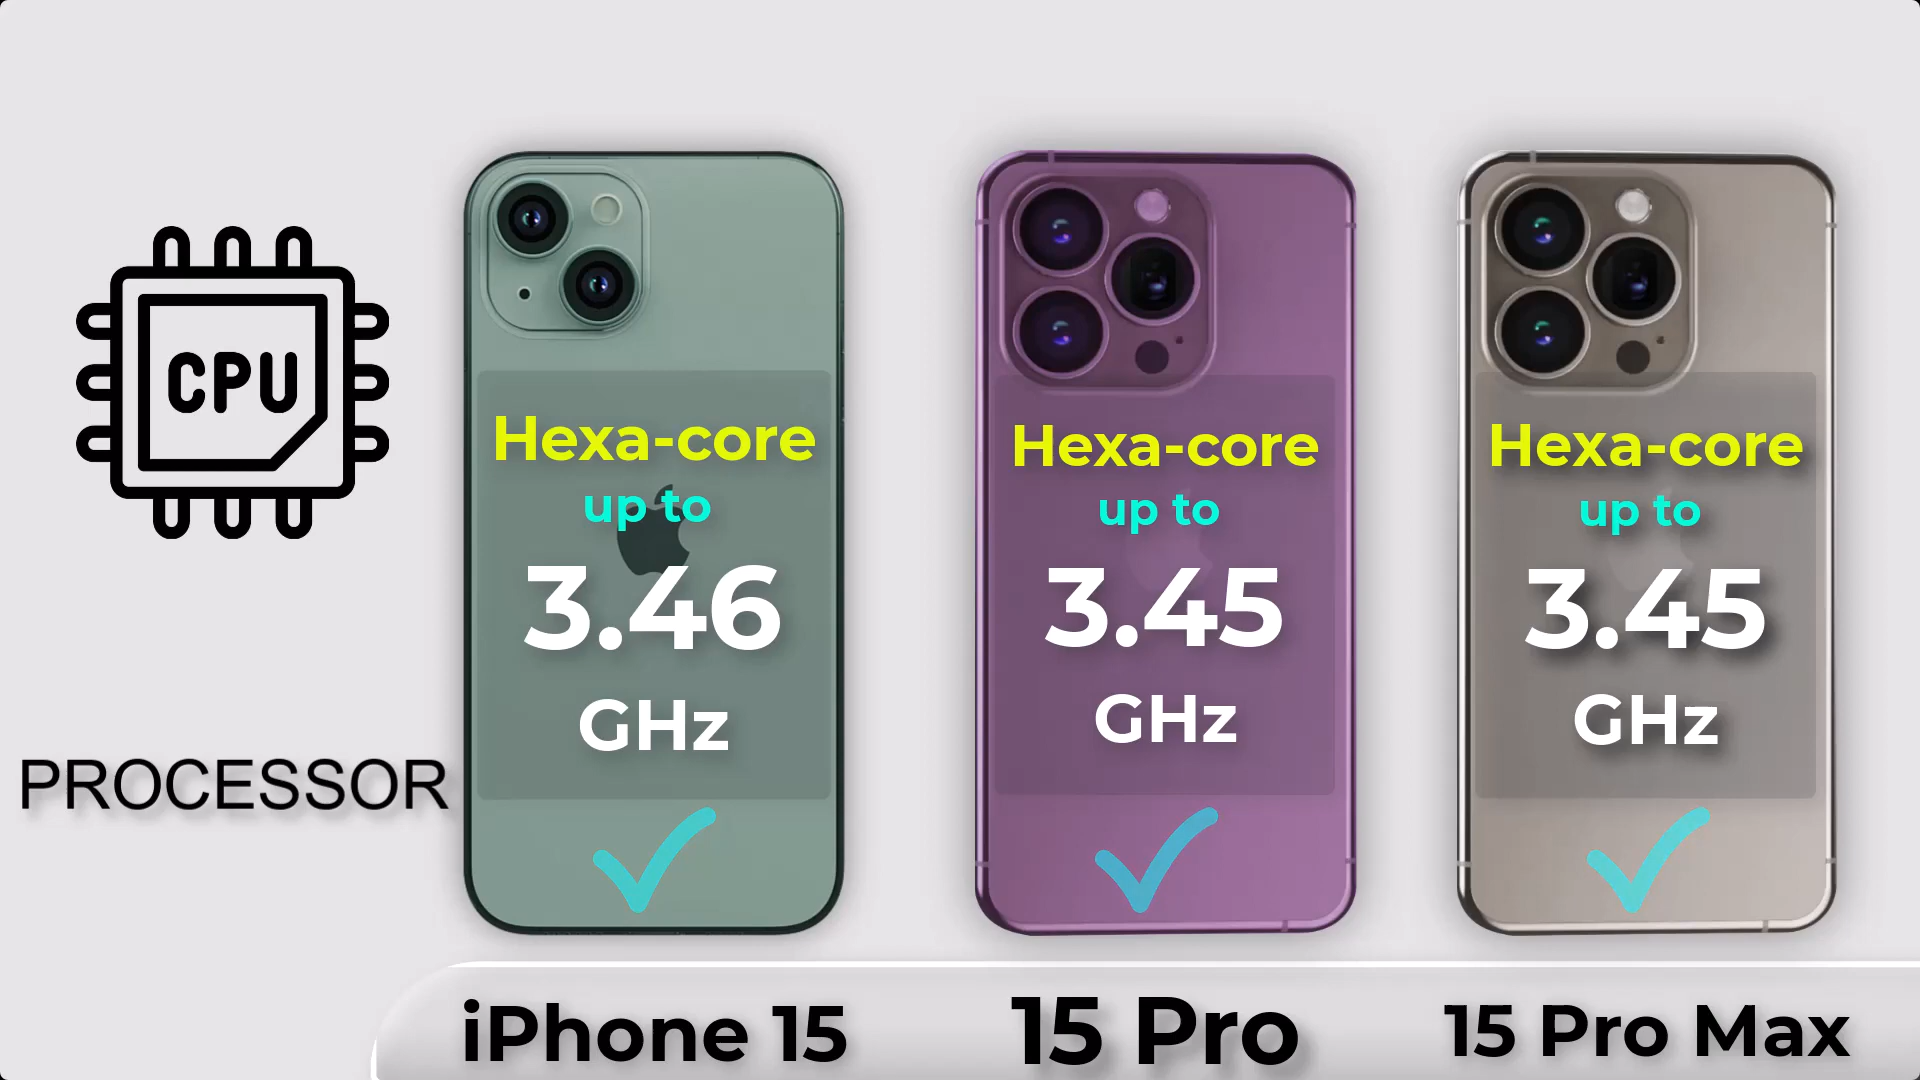 CPU
PROCESSOR
Hexa-core
up to
3.46
GHz
iPhone 15
Hexa-core
up to
3.45
GHz
15 Pro
Hexa-core
up to
3.45
GHz
15 Pro Max